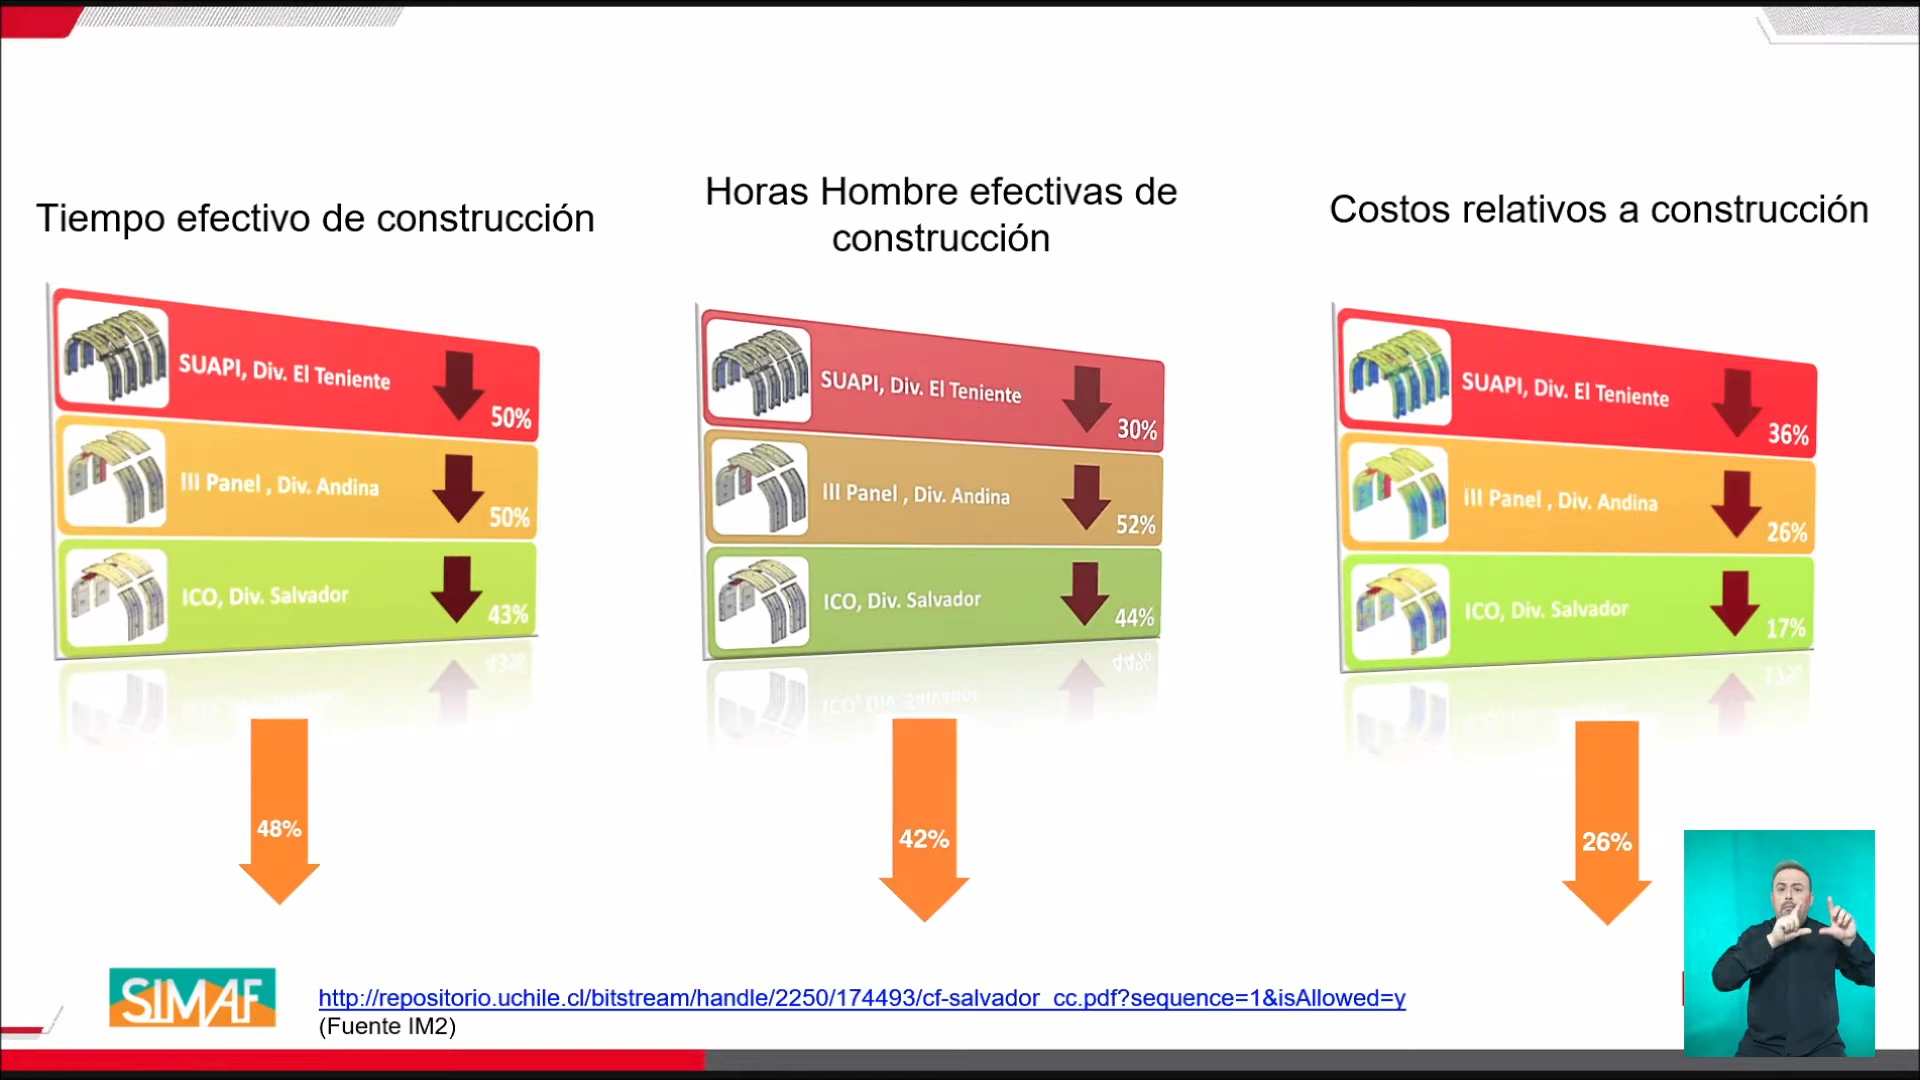 Tiempo efectivo de construcción
SUAPI, Div. El Teniente
50%
III Panel , Div. Andina
50%
ICO, Div. Salvador
43%
48%
Horas Hombre efectivas de
construcción
SUAPI, Div. El Teniente
30%
III Panel , Div. Andina
52%
ICO, Div. Salvador
44%
42%
Costos relativos a construcción
SUAPI, Div. El Teniente
36%
III Panel , Div. Andina
26%
ICO, Div. Salvador
17%
26%
SIMAF
http://repositorio.uchile.cl/bitstream/handle/2250/174493/cf-salvador_cc.pdf?sequence=1&isAllowed=y
(Fuente IM2)